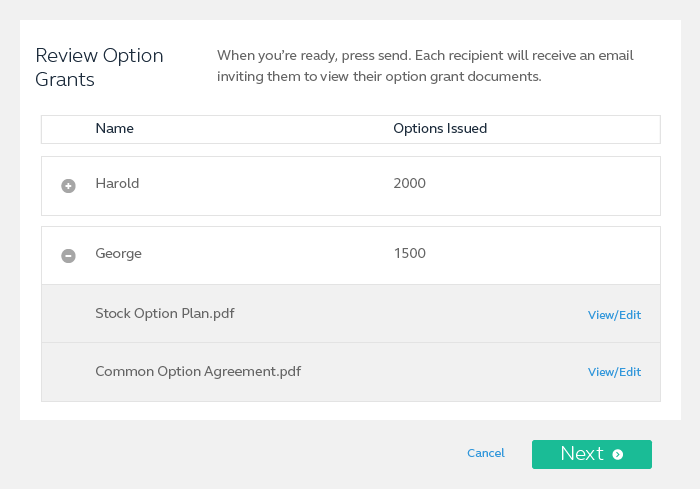 Review Option
Grants
When you’re ready, press send. Each recipient will receive an email
inviting them to view their option grant documents.
Name Options Issued
Harold 2000
George 1500
Stock Option Plan.pdf View/Edit
Common Option Agreement.pdf View/Edit
Cancel Next